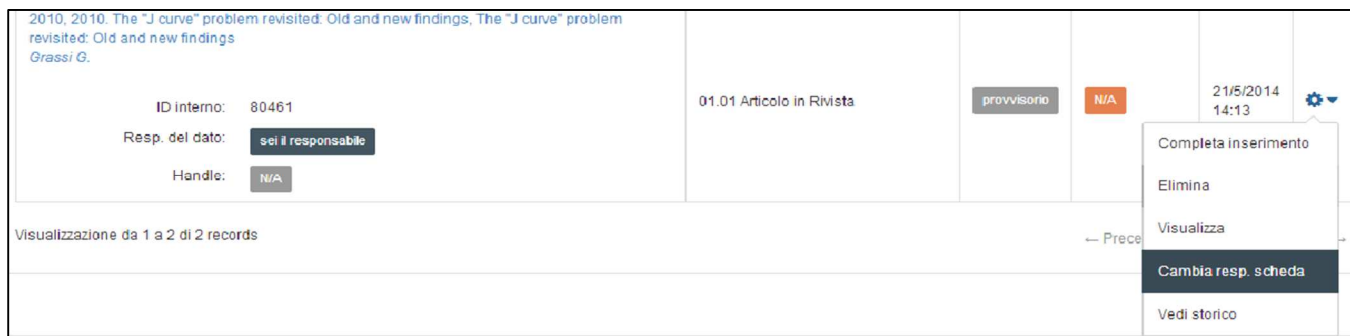 2010, 2010. The "J curve" problem revisited: Old and new findings, The "J curve" problem
revisited: Old and new findings
Grassi G.
ID interno: 80461
Resp. del dato: sei il responsabile
Handle: N/A
01.01 Articolo in Rivista
provvisorio
N/A
21/5/2014
14:13
Completa inserimento
Elimina
Visualizza
Cambia resp. scheda
Vedi storico
Visualizzazione da 1 a 2 di 2 records
← Prece